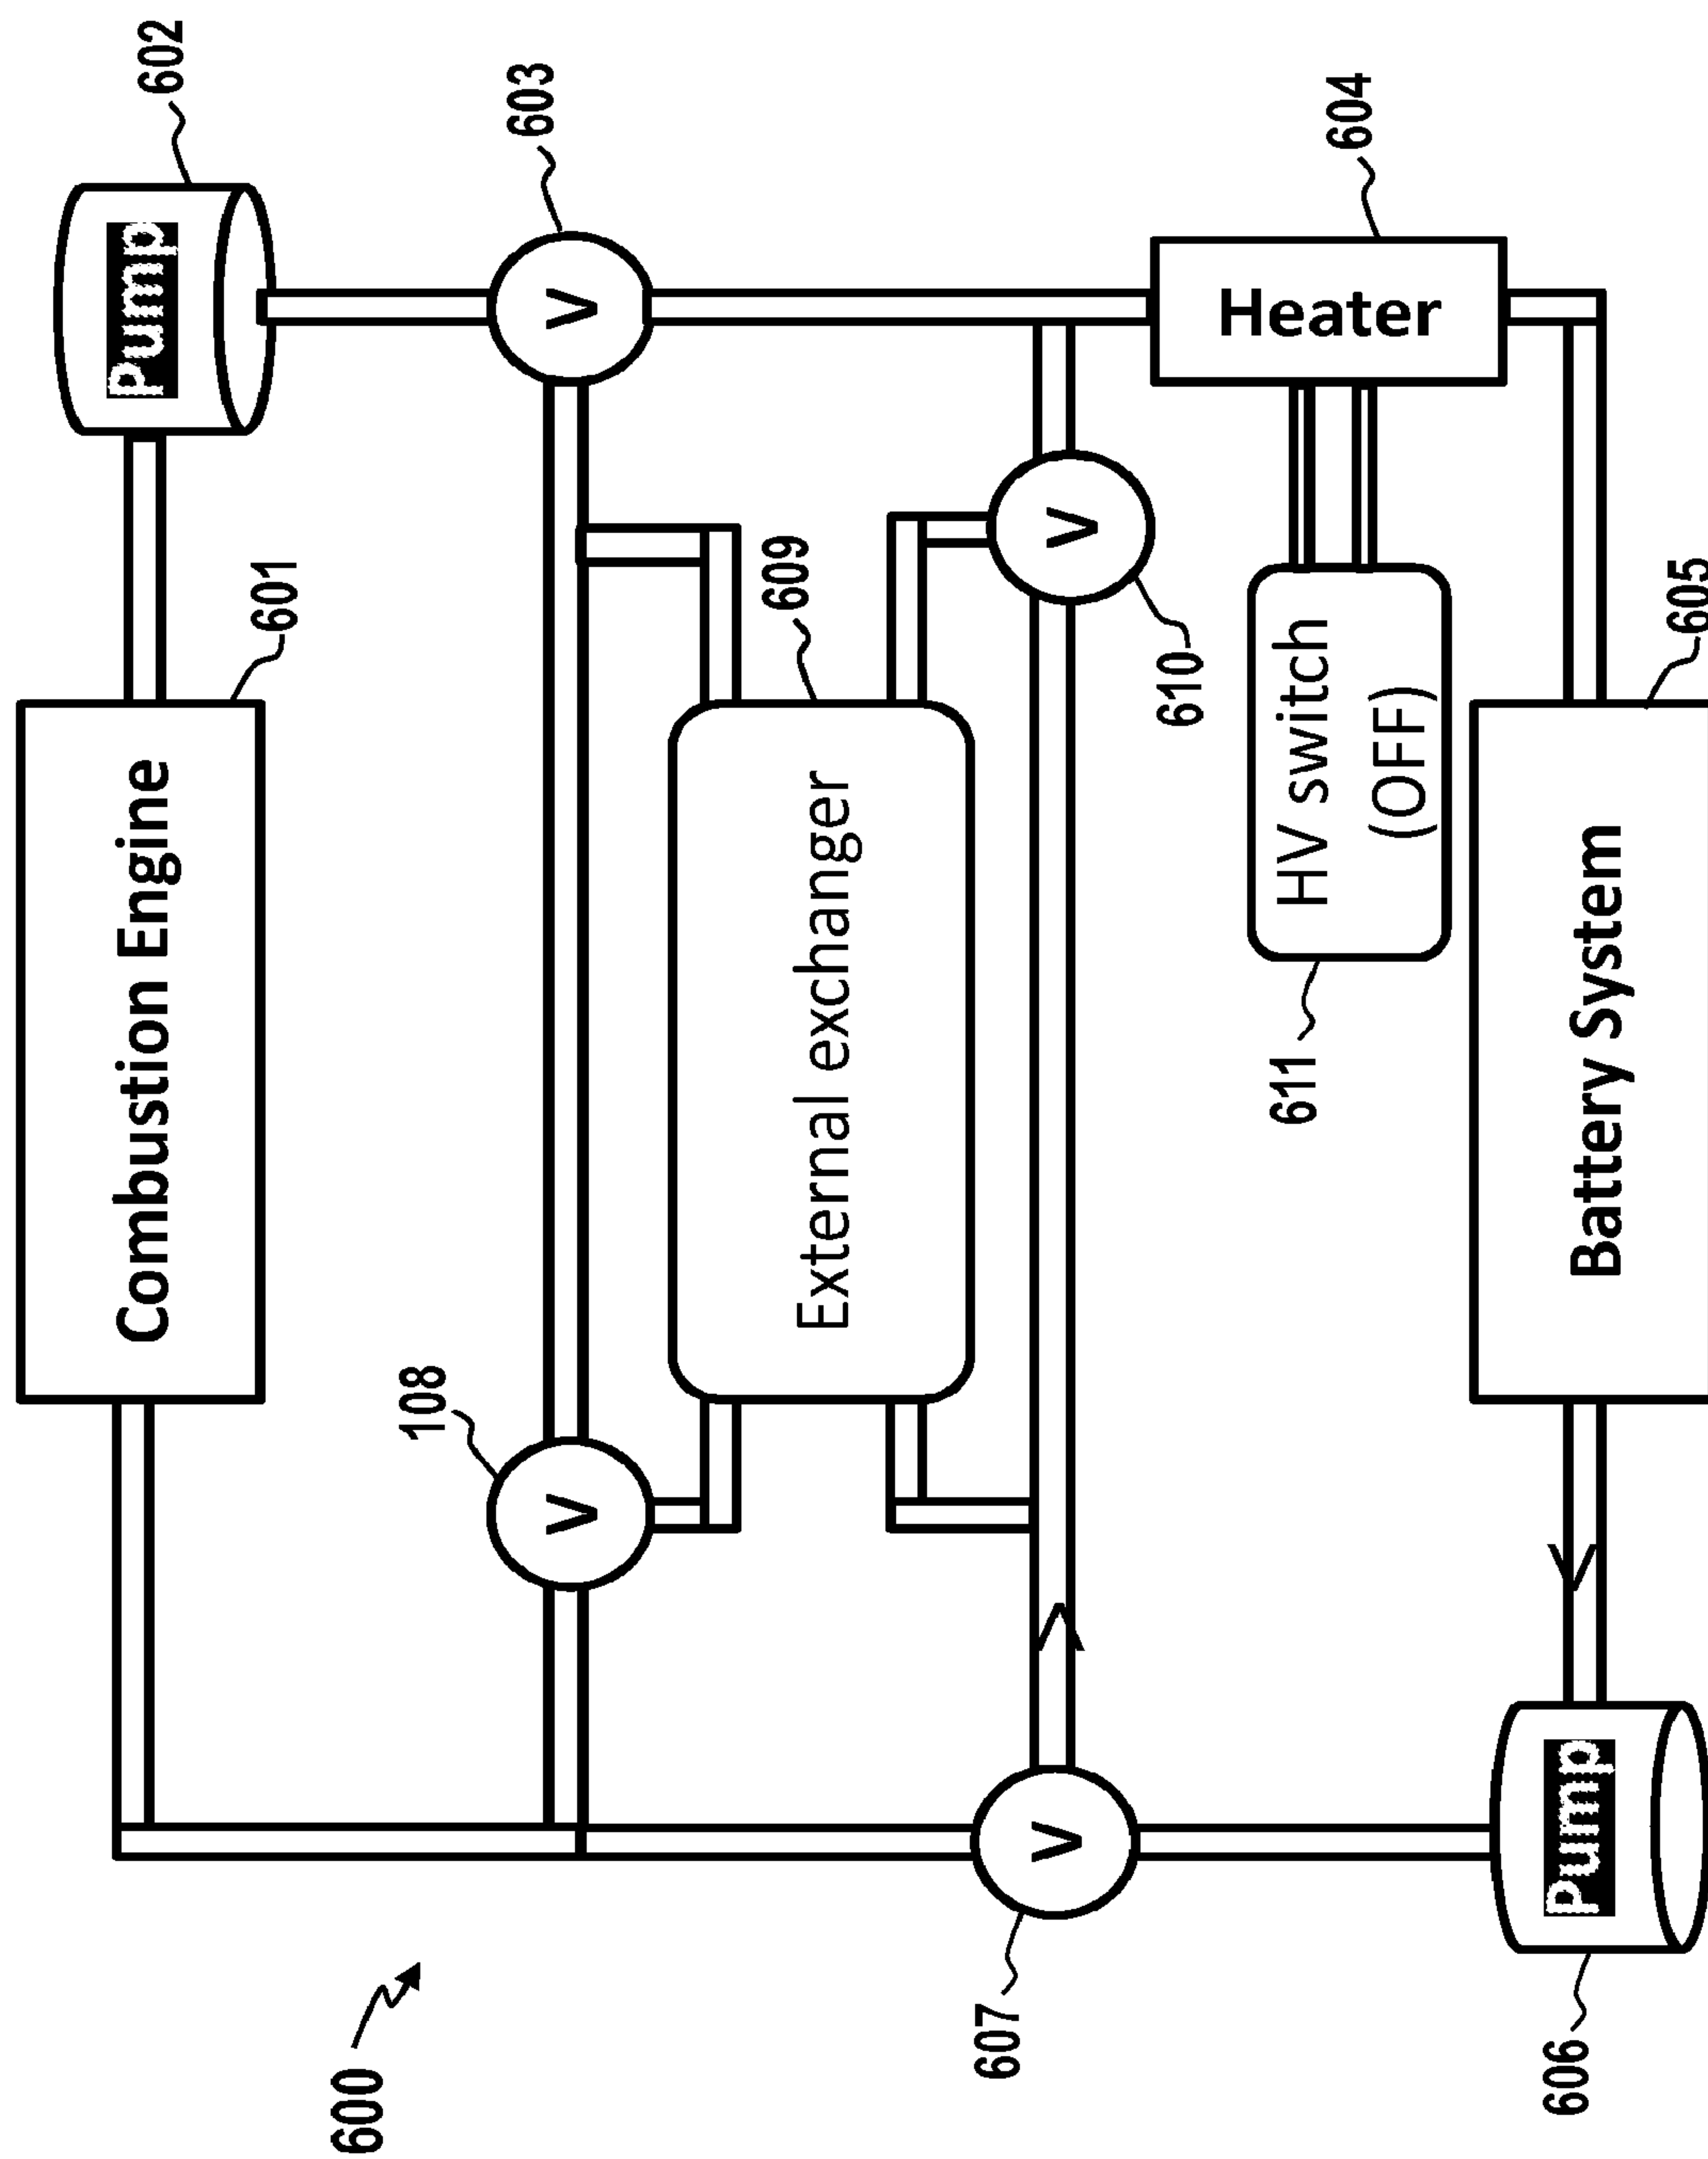 602
Pump
603
604
601
Combustion Engine
V
Heater
609
External exchanger
V
610
HV switch
(OFF)
611
605
Battery System
108
V
<
>
V
607
Pump
606
600